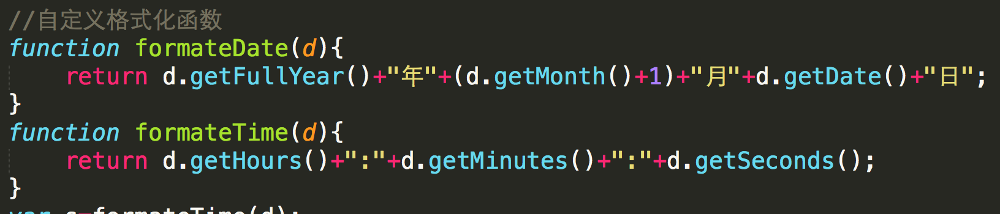 //自定义格式化函数
function formateDate(d){
    return d.getFullYear()+"年"+(d.getMonth()+1)+"月"+d.getDate()+"日";
}
function formateTime(d){
    return d.getHours()+":"+d.getMinutes()+":"+d.getSeconds();
}
var s=formateTime(d);